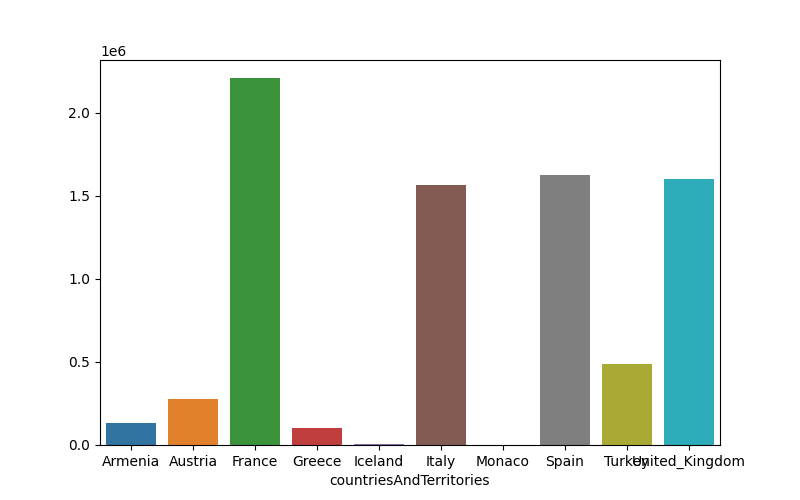 1e6
2.0
1.5
1.0
0.5
0.0
Armenia Austria France Greece Iceland Italy Monaco Spain Turkey United_Kingdom
countriesAndTerritories